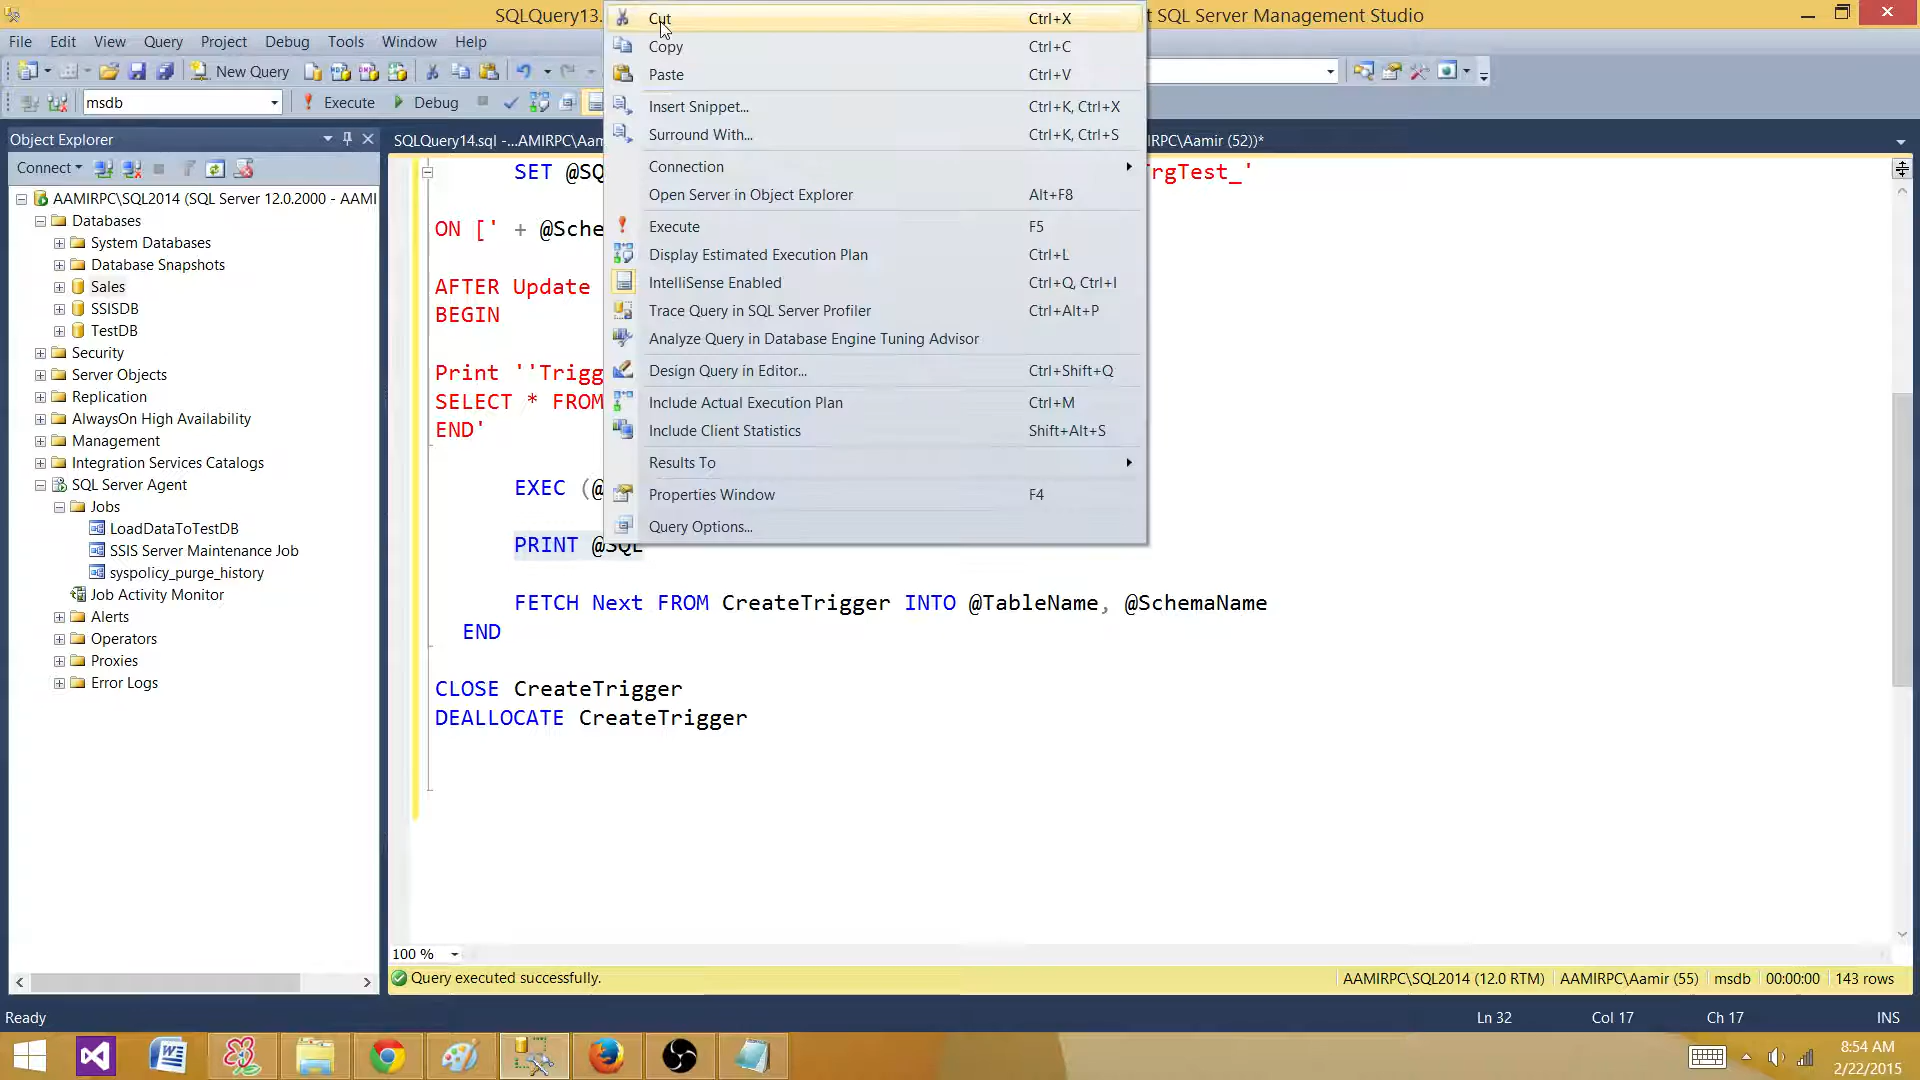 SQLQuery13.
t SQL Server Management Studio
File Edit View Query Project Debug Tools Window Help
New Query
msdb
Execute
Debug
Object Explorer
Connect
AAMIRPC\SQL2014 (SQL Server 12.0.2000 - AAMI
Databases
System Databases
Database Snapshots
Sales
SSISDB
TestDB
Security
Server Objects
Replication
AlwaysOn High Availability
Management
Integration Services Catalogs
SQL Server Agent
Jobs
LoadDataToTestDB
SSIS Server Maintenance Job
syspolicy_purge_history
Job Activity Monitor
Alerts
Operators
Proxies
Error Logs
Cut Ctrl+X
Copy Ctrl+C
Paste Ctrl+V
Insert Snippet... Ctrl+K, Ctrl+X
Surround With... Ctrl+K, Ctrl+S
Connection
Open Server in Object Explorer Alt+F8
Execute F5
Display Estimated Execution Plan Ctrl+L
IntelliSense Enabled Ctrl+Q, Ctrl+I
Trace Query in SQL Server Profiler Ctrl+Alt+P
Analyze Query in Database Engine Tuning Advisor
Design Query in Editor... Ctrl+Shift+Q
Include Actual Execution Plan Ctrl+M
Include Client Statistics Shift+Alt+S
Results To
Properties Window F4
Query Options...
SQLQuery14.sql -...AMIRPC\Aam
IRPC\Aamir (52))*
SET @SQ
rgTest_'
ON [' + @Sche
AFTER Update
BEGIN
Print ''Trigg
SELECT * FROM
END'
EXEC (@
PRINT @SQL
FETCH Next FROM CreateTrigger INTO @TableName, @SchemaName
END
CLOSE CreateTrigger
DEALLOCATE CreateTrigger
100 %
Query executed successfully.
AAMIRPC\SQL2014 (12.0 RTM) AAMIRPC\Aamir (55) msdb 00:00:00 143 rows
Ready
Ln 32 Col 17 Ch 17 INS
8:54 AM
2/22/2015